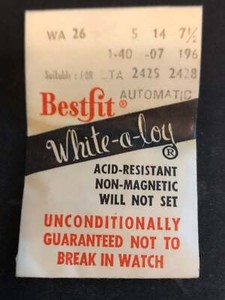 WA 26 5 14 7½
1-40 -07 196
Suitable: FOR ETA 2425 2428
AUTOMATIC
Bestfit®
White-a-loy®
ACID-RESISTANT
NON-MAGNETIC
WILL NOT SET
UNCONDITIONALLY
GUARANTEED NOT TO
BREAK IN WATCH